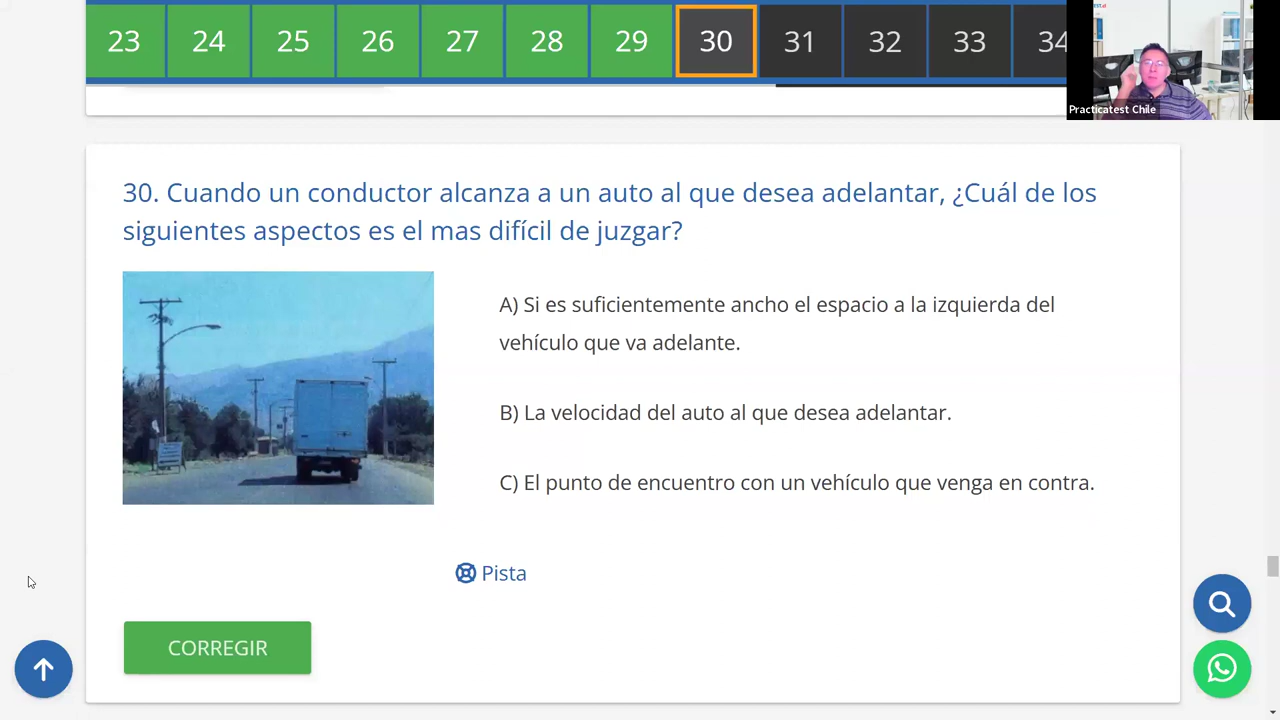 23 24 25 26 27 28 29 30 31 32 33 34
Practicatest Chile
30. Cuando un conductor alcanza a un auto al que desea adelantar, ¿Cuál de los
siguientes aspectos es el mas difícil de juzgar?
A) Si es suficientemente ancho el espacio a la izquierda del
vehículo que va adelante.
B) La velocidad del auto al que desea adelantar.
C) El punto de encuentro con un vehículo que venga en contra.
Pista
CORREGIR